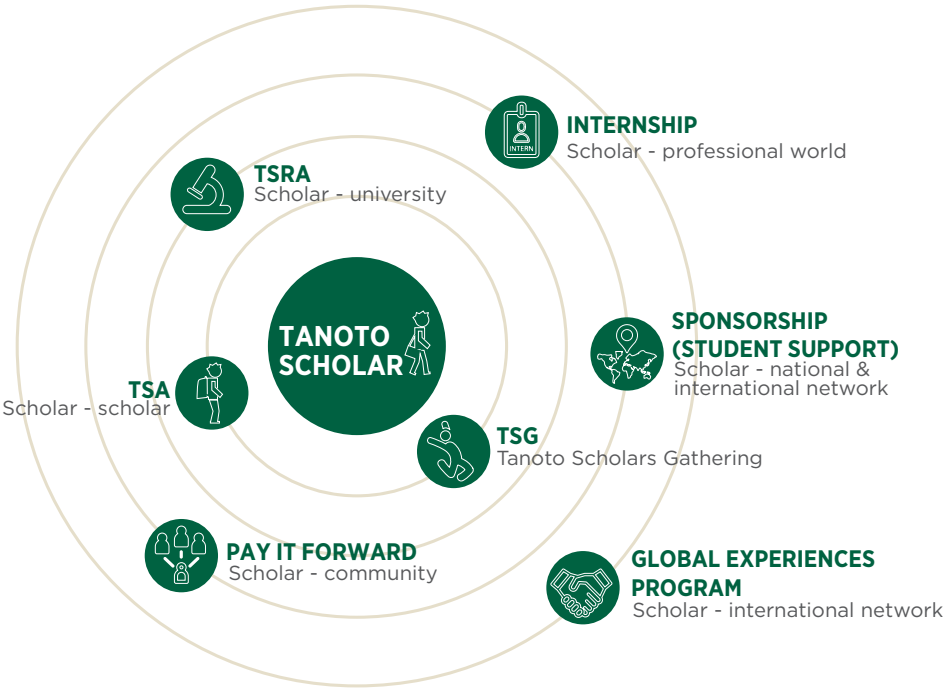 INTERNSHIP
Scholar - professional world
INTERN
TSRA
Scholar - university
TANOTO
SCHOLAR
SPONSORSHIP
(STUDENT SUPPORT)
Scholar - national &
international network
TSA
Scholar - scholar
TSG
Tanoto Scholars Gathering
PAY IT FORWARD
Scholar - community
GLOBAL EXPERIENCES
PROGRAM
Scholar - international network